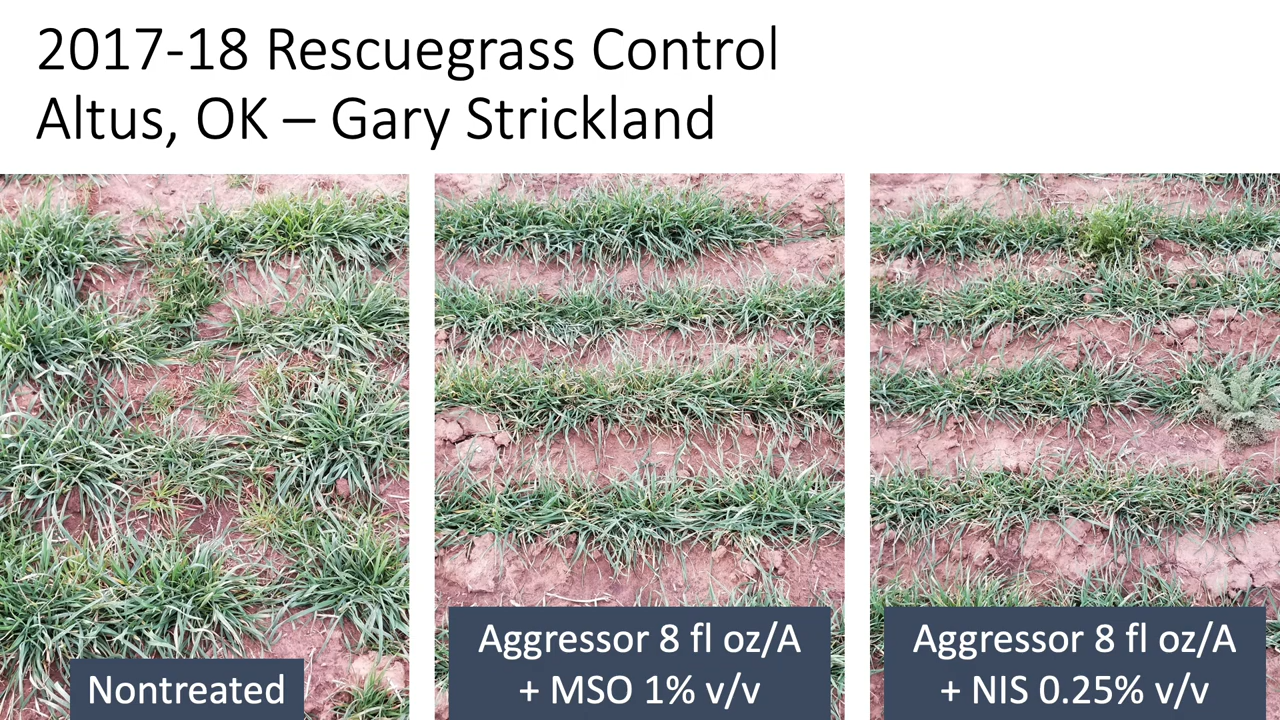 2017-18 Rescuegrass Control
Altus, OK – Gary Strickland
Nontreated
Aggressor 8 fl oz/A
+ MSO 1% v/v
Aggressor 8 fl oz/A
+ NIS 0.25% v/v